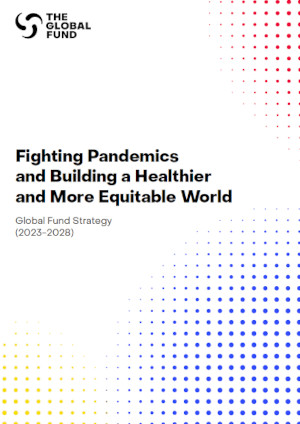 THE
GLOBAL
FUND
Fighting Pandemics
and Building a Healthier
and More Equitable World
Global Fund Strategy
(2023-2028)